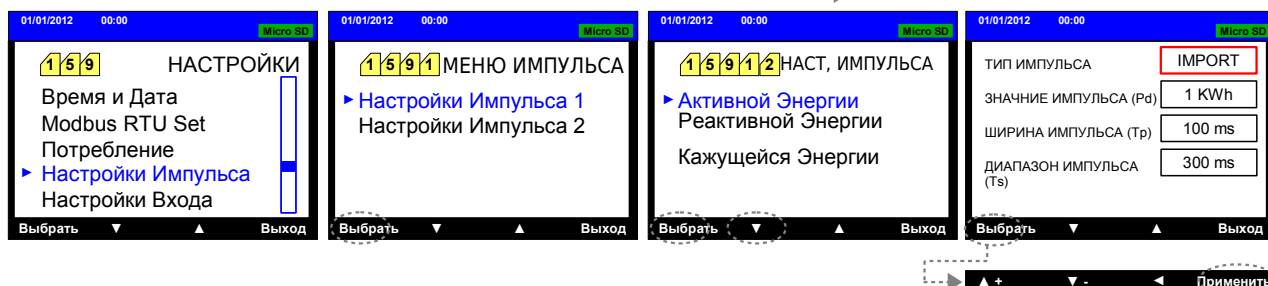 01/01/2012 00:00
Micro SD
1 5 9 НАСТРОЙКИ
Время и Дата
Modbus RTU Set
Потребление
► Настройки Импульса
Настройки Входа
Выбрать ▼ ▲ Выход
01/01/2012 00:00
Micro SD
1 5 9 1 МЕНЮ ИМПУЛЬСА
► Настройки Импульса 1
Настройки Импульса 2
Выбрать ▼ ▲ Выход
01/01/2012 00:00
Micro SD
1 5 9 1 2 НАСТ, ИМПУЛЬСА
► Активной Энергии
Реактивной Энергии
Кажущейся Энергии
Выбрать ▼ ▲ Выход
01/01/2012 00:00
Micro SD
ТИП ИМПУЛЬСА IMPORT
ЗНАЧНИЕ ИМПУЛЬСА (Pd) 1 KWh
ШИРИНА ИМПУЛЬСА (Tp) 100 ms
ДИАПАЗОН ИМПУЛЬСА 300 ms
(Ts)
Выбрать ▼ ▲ Выход
▲ + ▼ - ◄ Применить